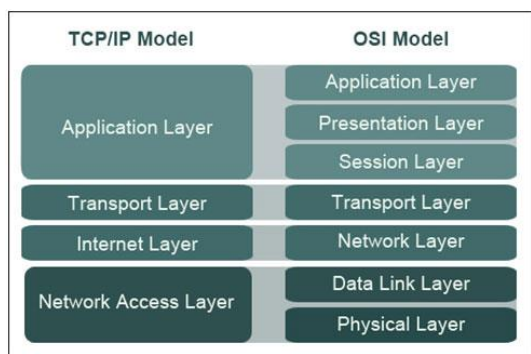 TCP/IP Model
OSI Model
Application Layer
Transport Layer
Internet Layer
Network Access Layer
Application Layer
Presentation Layer
Session Layer
Transport Layer
Network Layer
Data Link Layer
Physical Layer